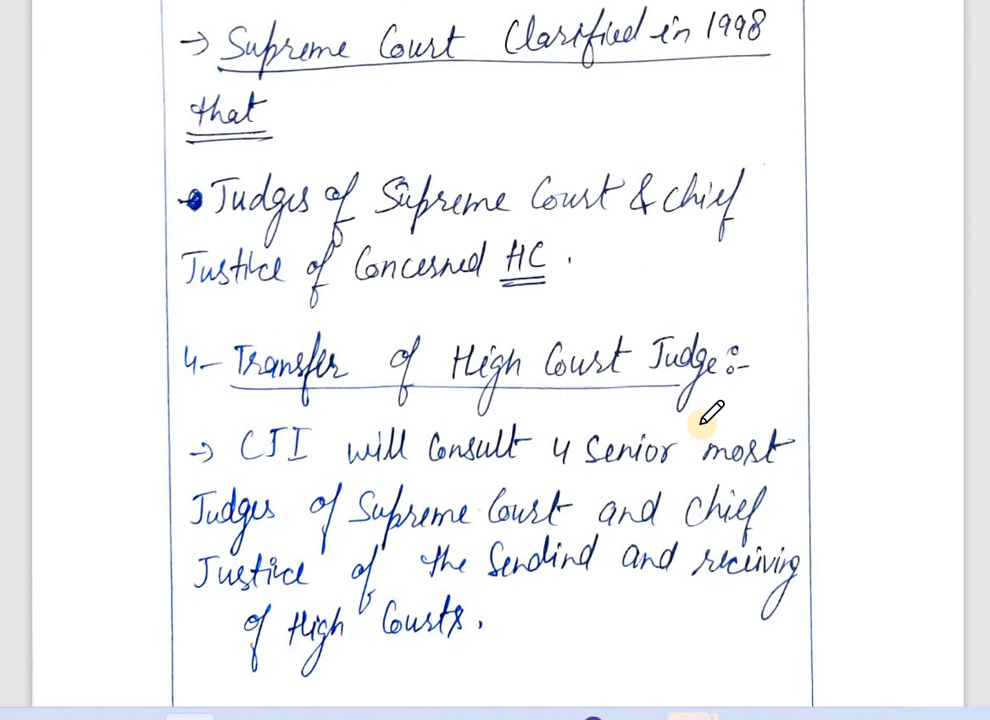 → Supreme Court Clarified in 1998
that
• Judges of Supreme Court & Chief
Justice of Concerned HC.
4- Transfer of High Court Judge:-
→ CJI will Consult 4 Senior most
Judges of Supreme Court and Chief
Justice of the Sendind and receiving
of High Courts.